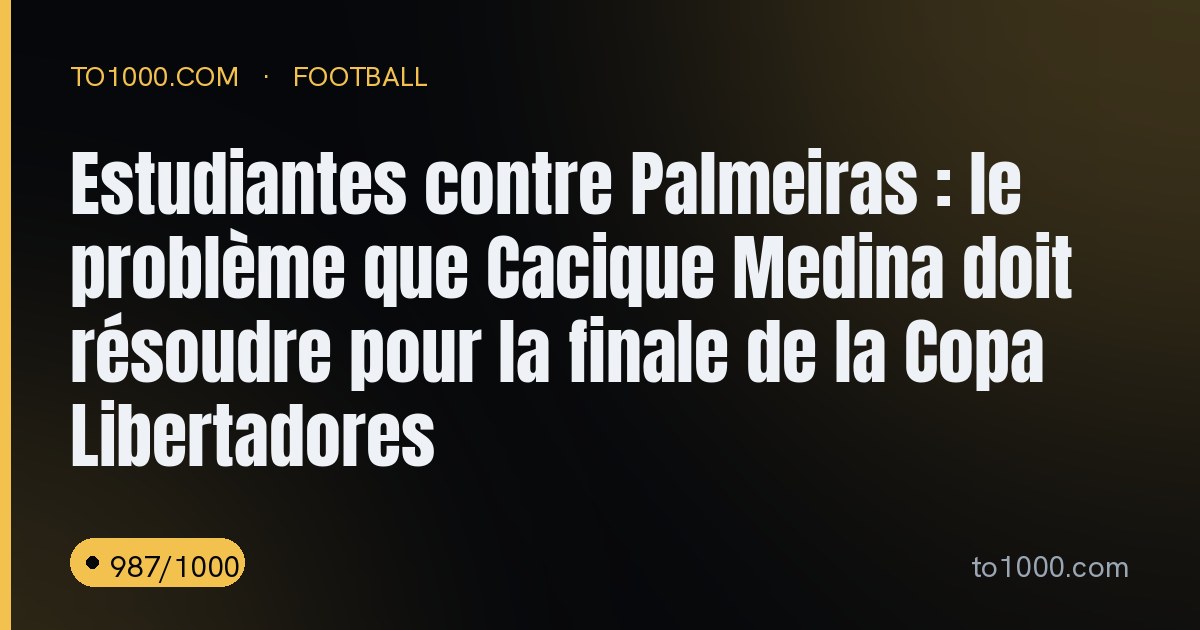 TO1000.COM · FOOTBALL
Estudiantes contre Palmeiras : le
problème que Cacique Medina doit
résoudre pour la finale de la Copa
Libertadores
987/1000
to1000.com